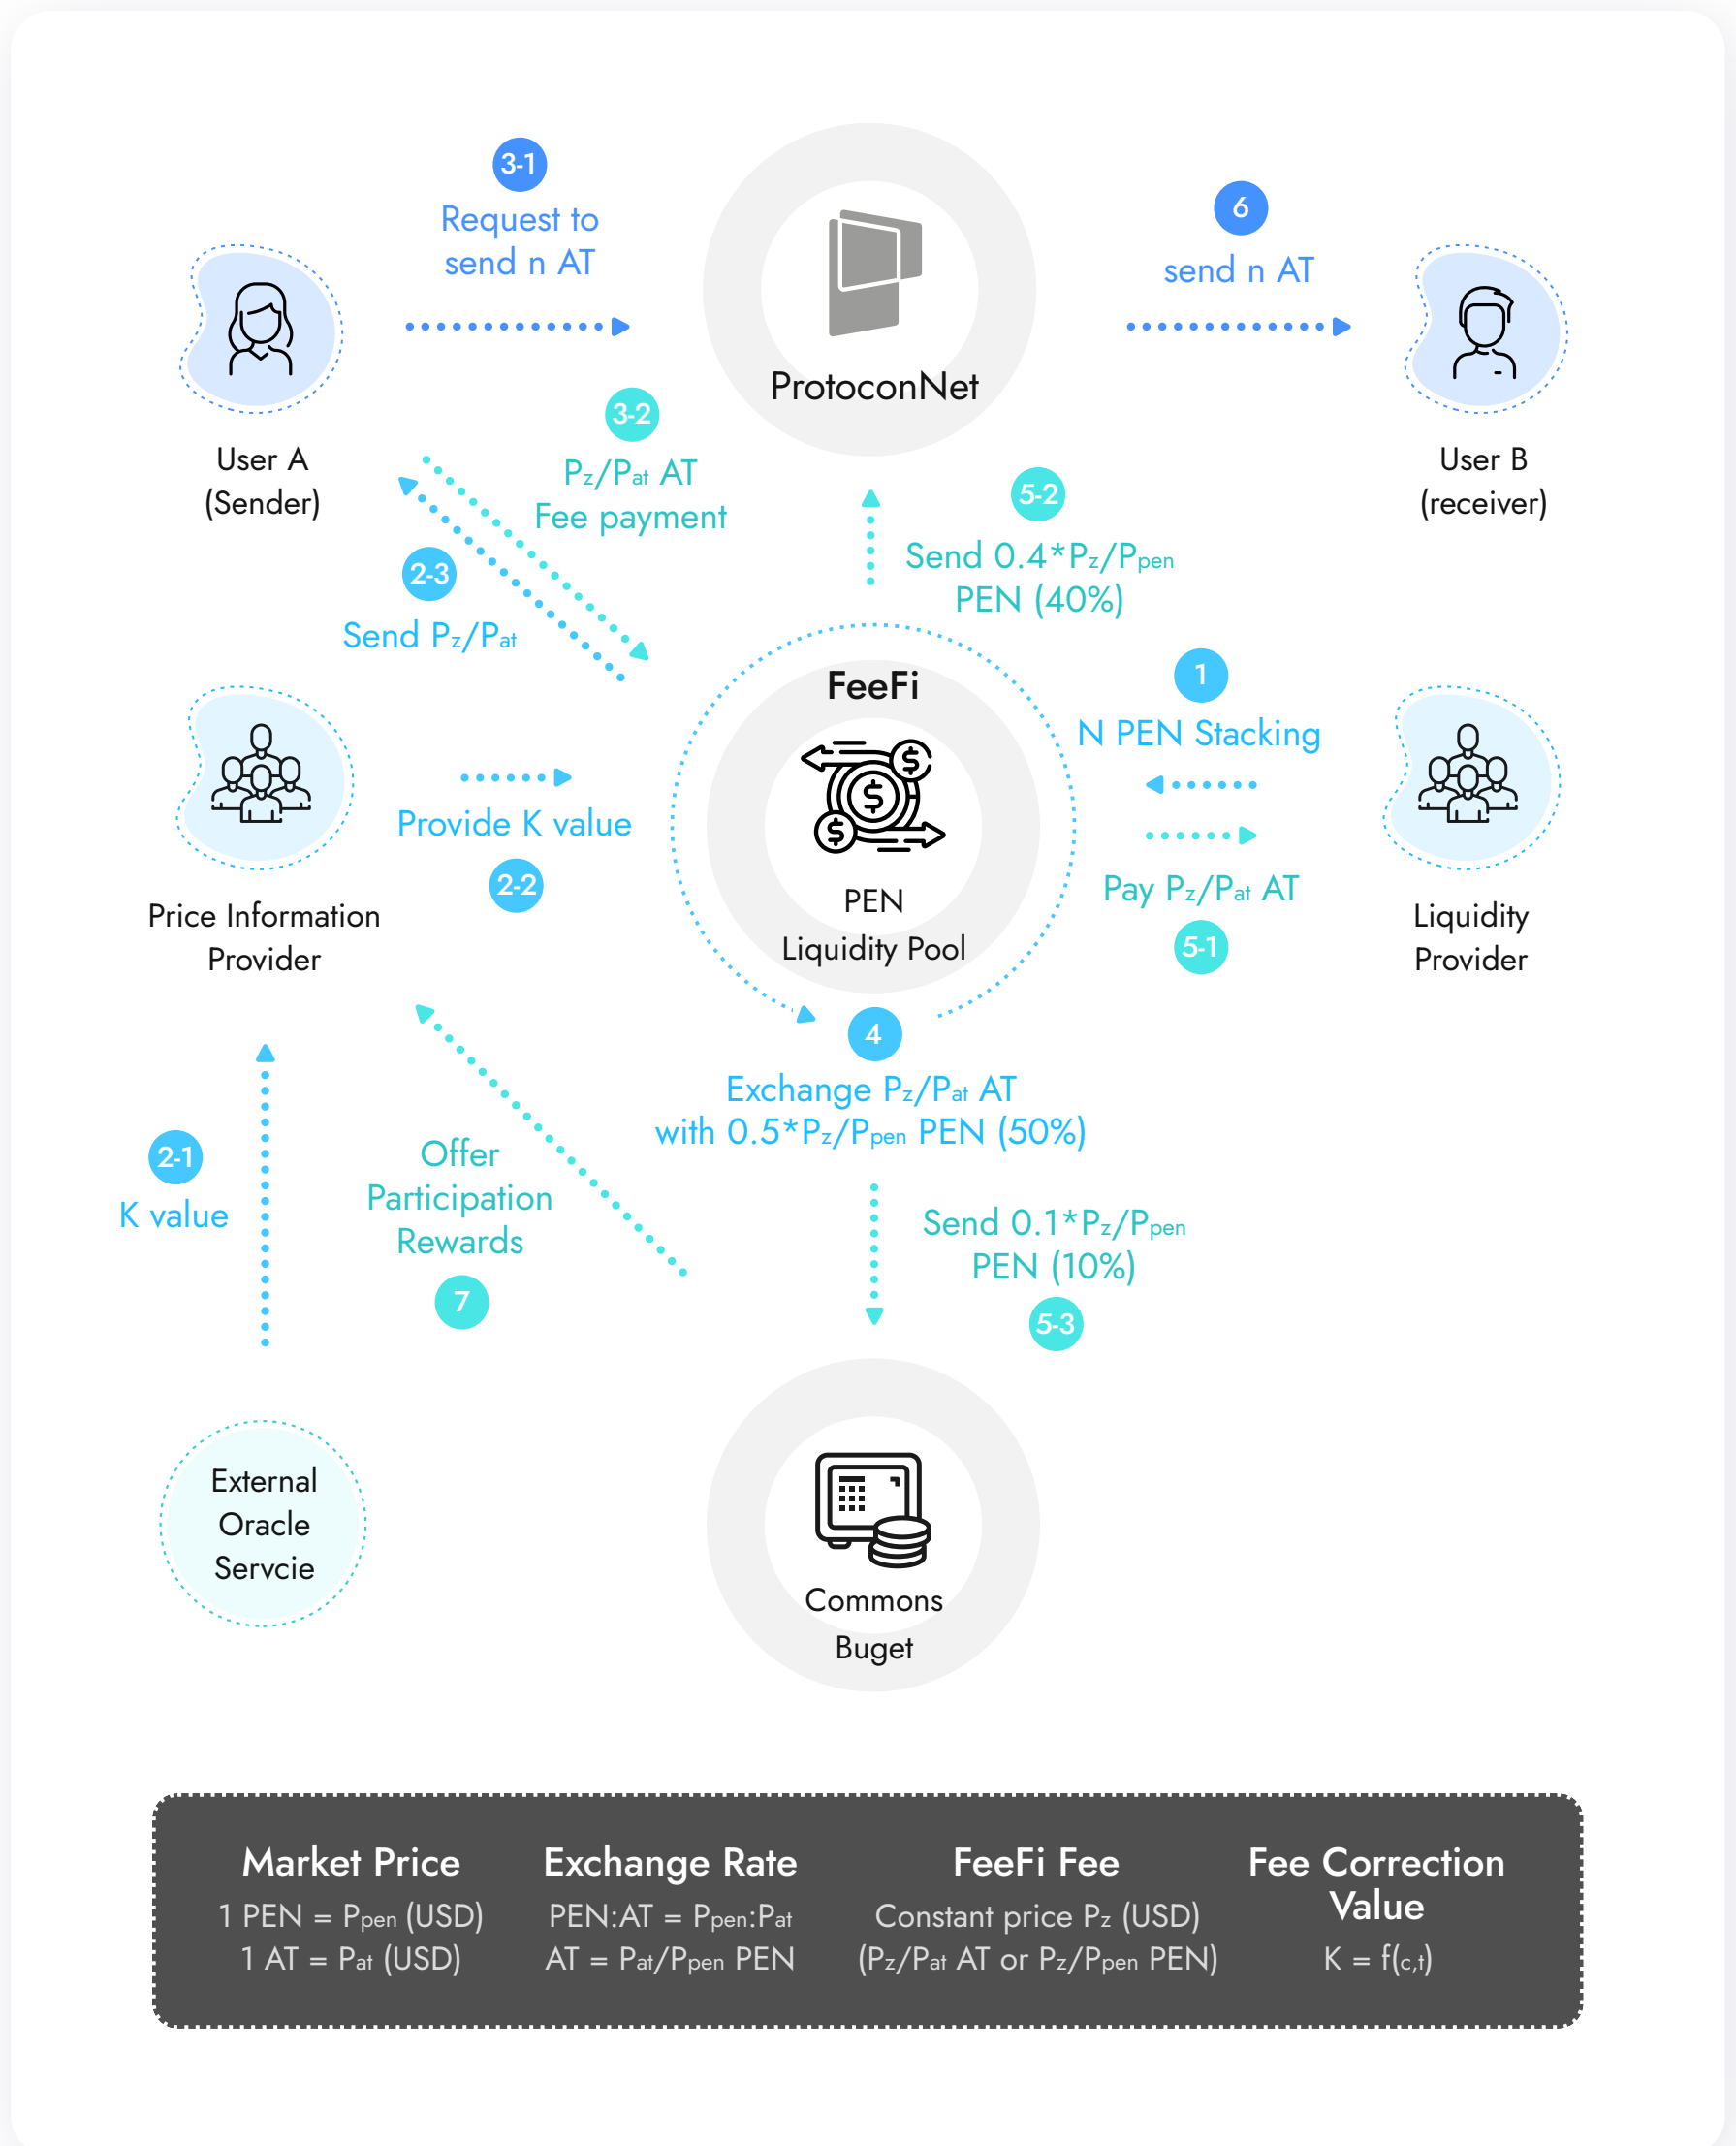 3-1
Request to
send n AT
6
send n AT
ProtoconNet
User A
(Sender)
User B
(receiver)
3-2
Pz/Pat AT
Fee payment
2-3
Send Pz/Pat
5-2
Send 0.4*Pz/Ppen
PEN (40%)
FeeFi
PEN
Liquidity Pool
1
N PEN Stacking
Pay Pz/Pat AT
5-1
Provide K value
2-2
Price Information
Provider
Liquidity
Provider
4
Exchange Pz/Pat AT
with 0.5*Pz/Ppen PEN (50%)
2-1
K value
Offer
Participation
Rewards
7
Send 0.1*Pz/Ppen
PEN (10%)
5-3
External
Oracle
Servcie
Commons
Buget
Market Price
1 PEN = Ppen (USD)
1 AT = Pat (USD)
Exchange Rate
PEN:AT = Ppen:Pat
AT = Pat/Ppen PEN
FeeFi Fee
Constant price Pz (USD)
(Pz/Pat AT or Pz/Ppen PEN)
Fee Correction
Value
K = f(c,t)